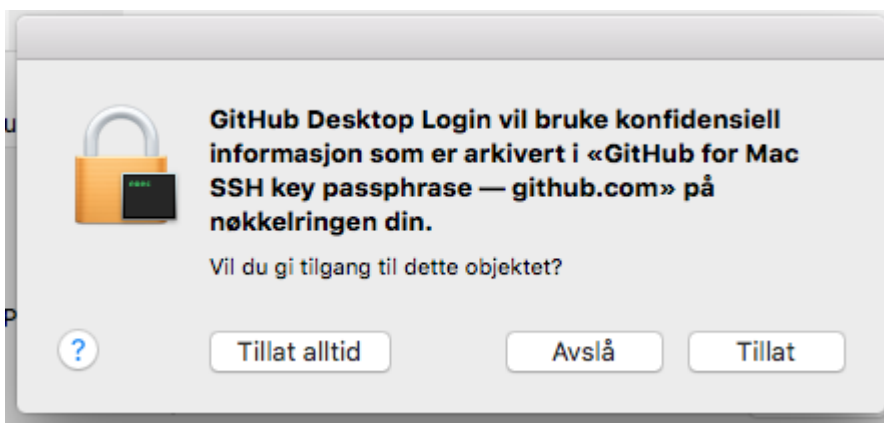 GitHub Desktop Login vil bruke konfidensiell
informasjon som er arkivert i «GitHub for Mac
SSH key passphrase — github.com» på
nøkkelringen din.
Vil du gi tilgang til dette objektet?
? Tillat alltid Avslå Tillat